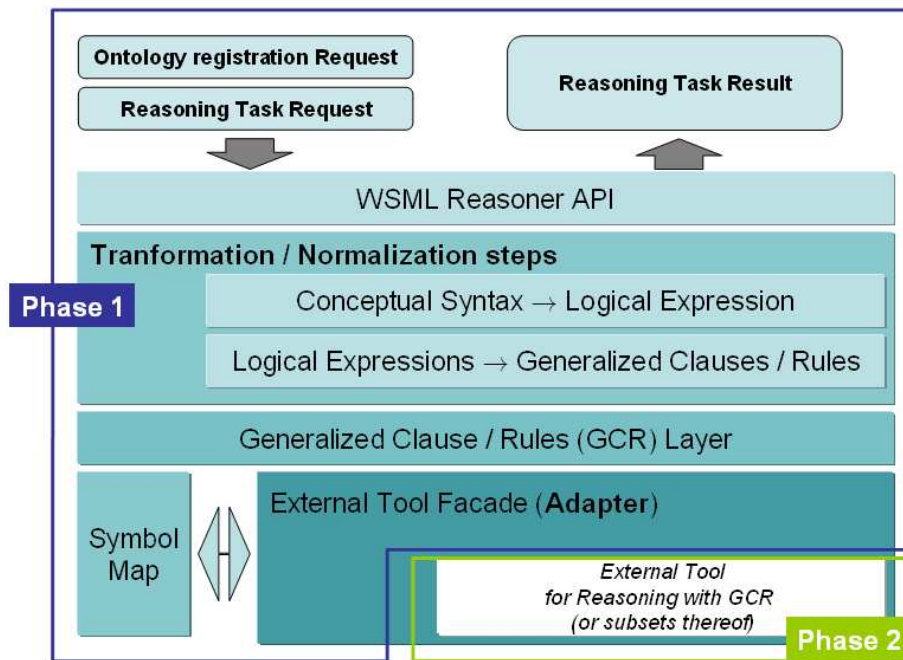 Ontology registration Request
Reasoning Task Request
Reasoning Task Result
WSML Reasoner API
Tranformation / Normalization steps
Phase 1
Conceptual Syntax → Logical Expression
Logical Expressions → Generalized Clauses / Rules
Generalized Clause / Rules (GCR) Layer
External Tool Facade (Adapter)
Symbol
Map
External Tool
for Reasoning with GCR
(or subsets thereof)
Phase 2